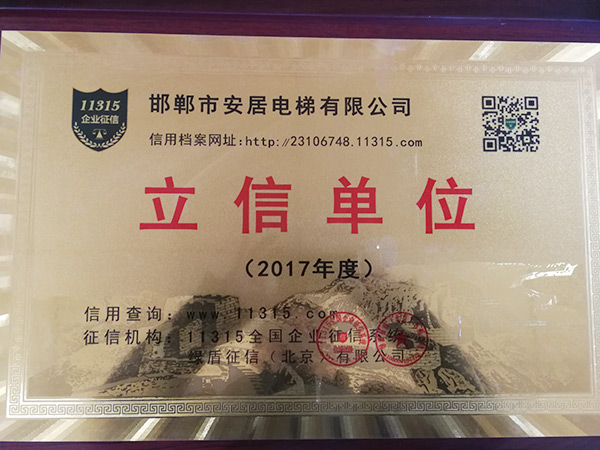 11315
企业征信
邯郸市安居电梯有限公司
信用档案网址:http://23106748.11315.com
立信单位
(2017年度)
信用查询: www.11315.com
征信机构: 11315全国企业征信系统
绿盾征信(北京)有限公司